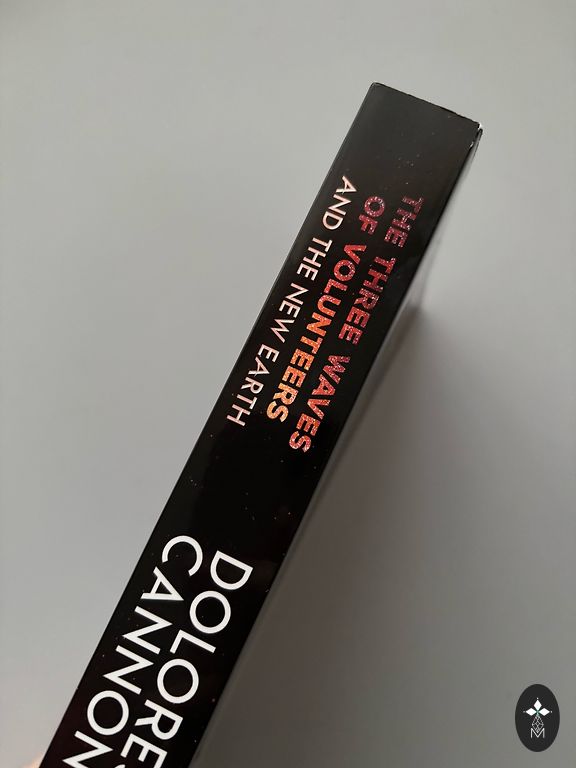 THE THREE WAVES
OF VOLUNTEERS
AND THE NEW EARTH
DOLORES
CANNON
M